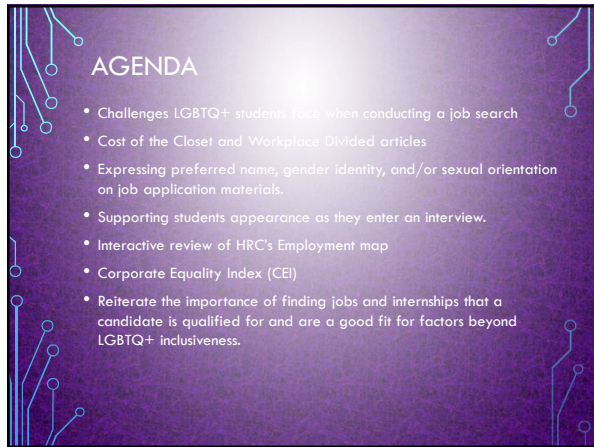 AGENDA
• Challenges LGBTQ+ students face when conducting a job search
• Cost of the Closet and Workplace Divided articles
• Expressing preferred name, gender identity, and/or sexual orientation
on job application materials.
• Supporting students appearance as they enter an interview.
• Interactive review of HRC's Employment map
• Corporate Equality Index (CEI)
• Reiterate the importance of finding jobs and internships that a
candidate is qualified for and are a good fit for factors beyond
LGBTQ+ inclusiveness.